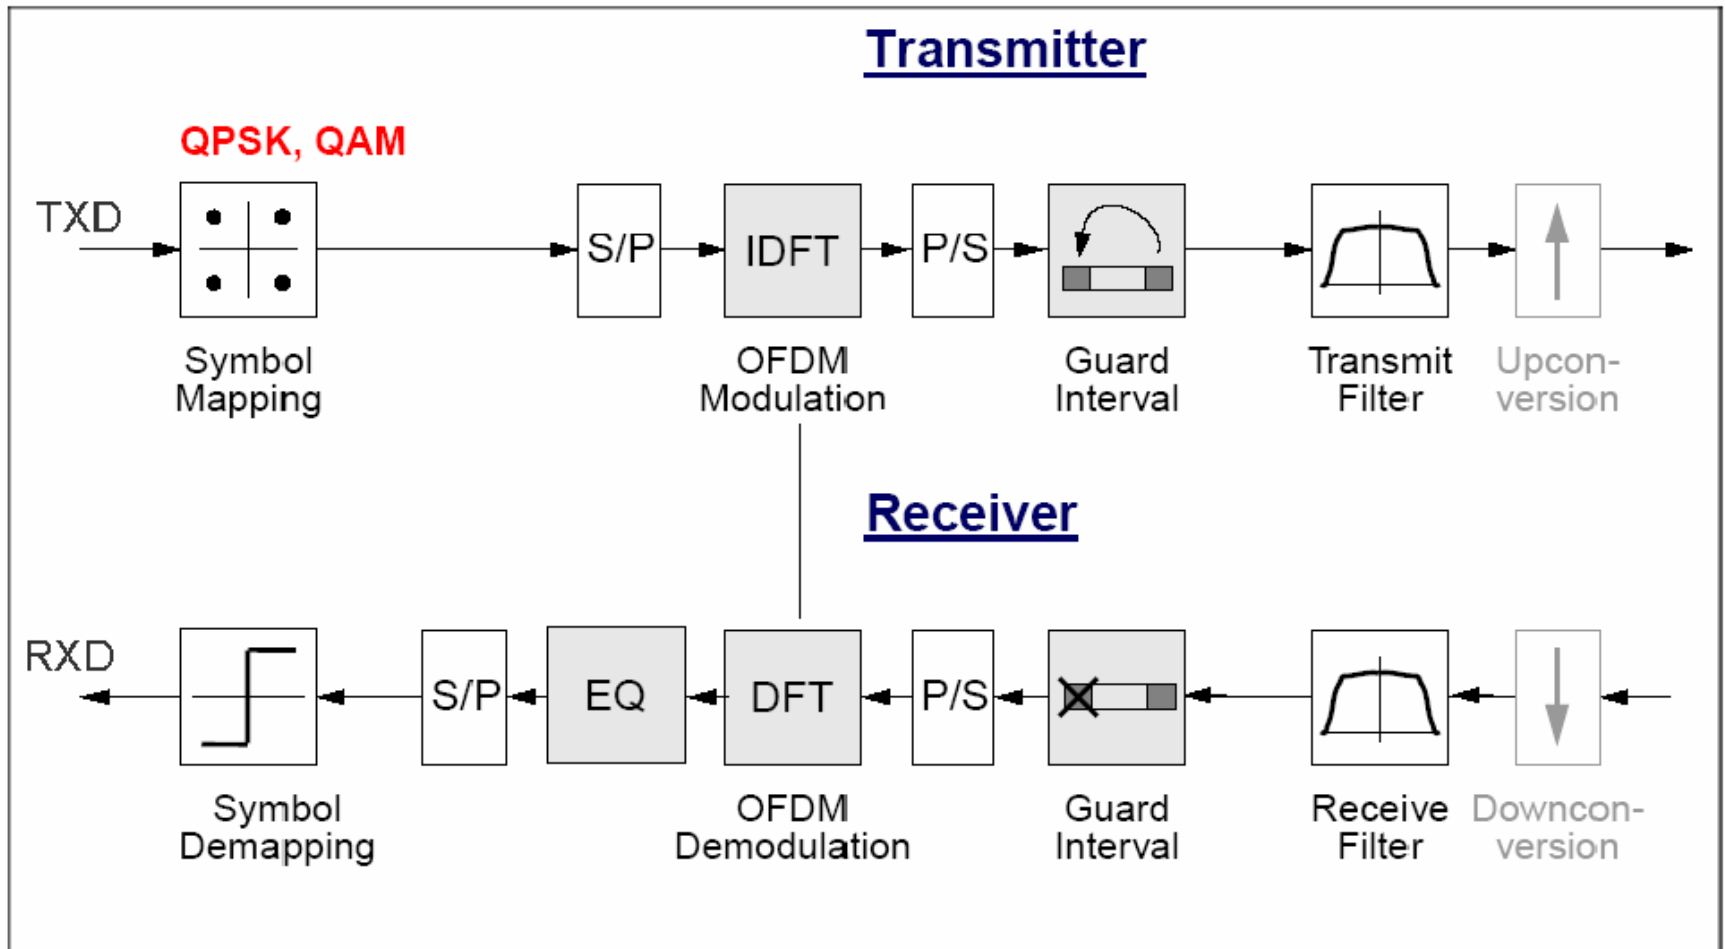 Transmitter
QPSK, QAM
TXD
S/P
IDFT
P/S
Symbol
Mapping
OFDM
Modulation
Guard
Interval
Transmit
Filter
Upcon-
version
Receiver
RXD
S/P
EQ
DFT
P/S
Symbol
Demapping
OFDM
Demodulation
Guard
Interval
Receive
Filter
Downcon-
version